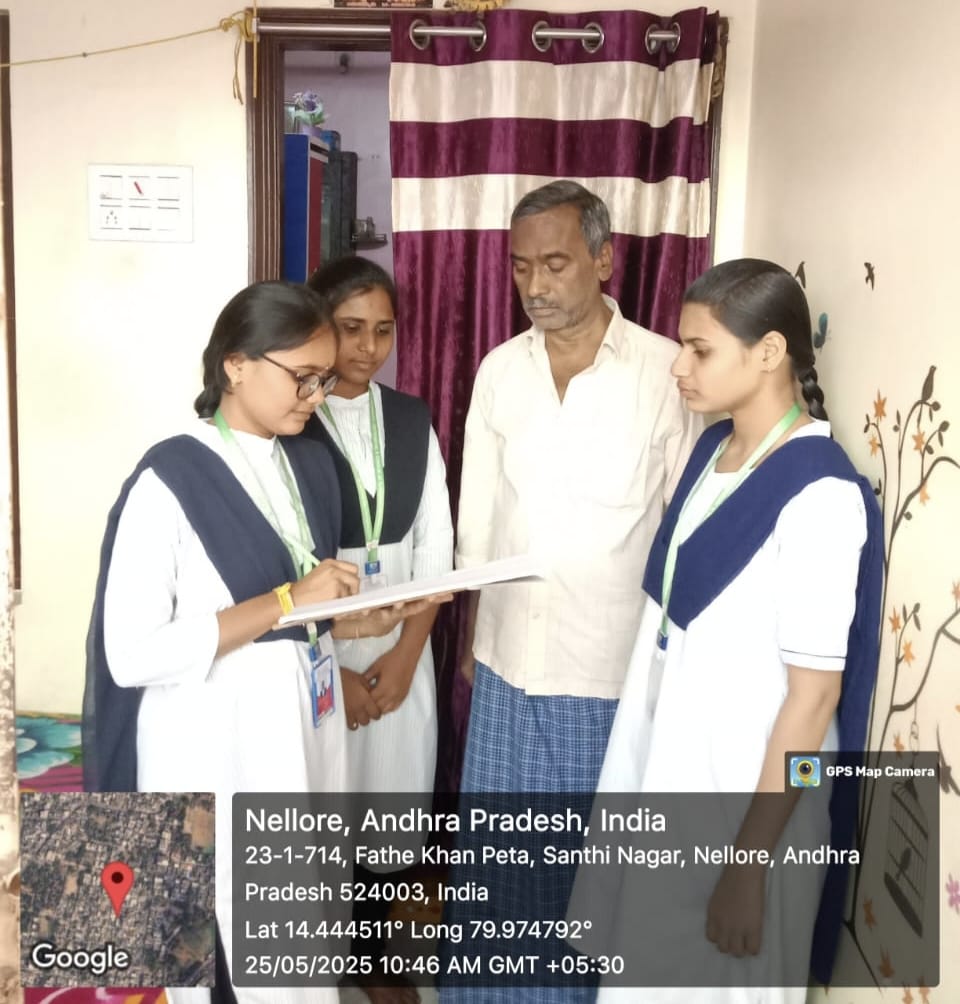 GPS Map Camera
Nellore, Andhra Pradesh, India
23-1-714, Fathe Khan Peta, Santhi Nagar, Nellore, Andhra
Pradesh 524003, India
Lat 14.444511° Long 79.974792°
25/05/2025 10:46 AM GMT +05:30
Google